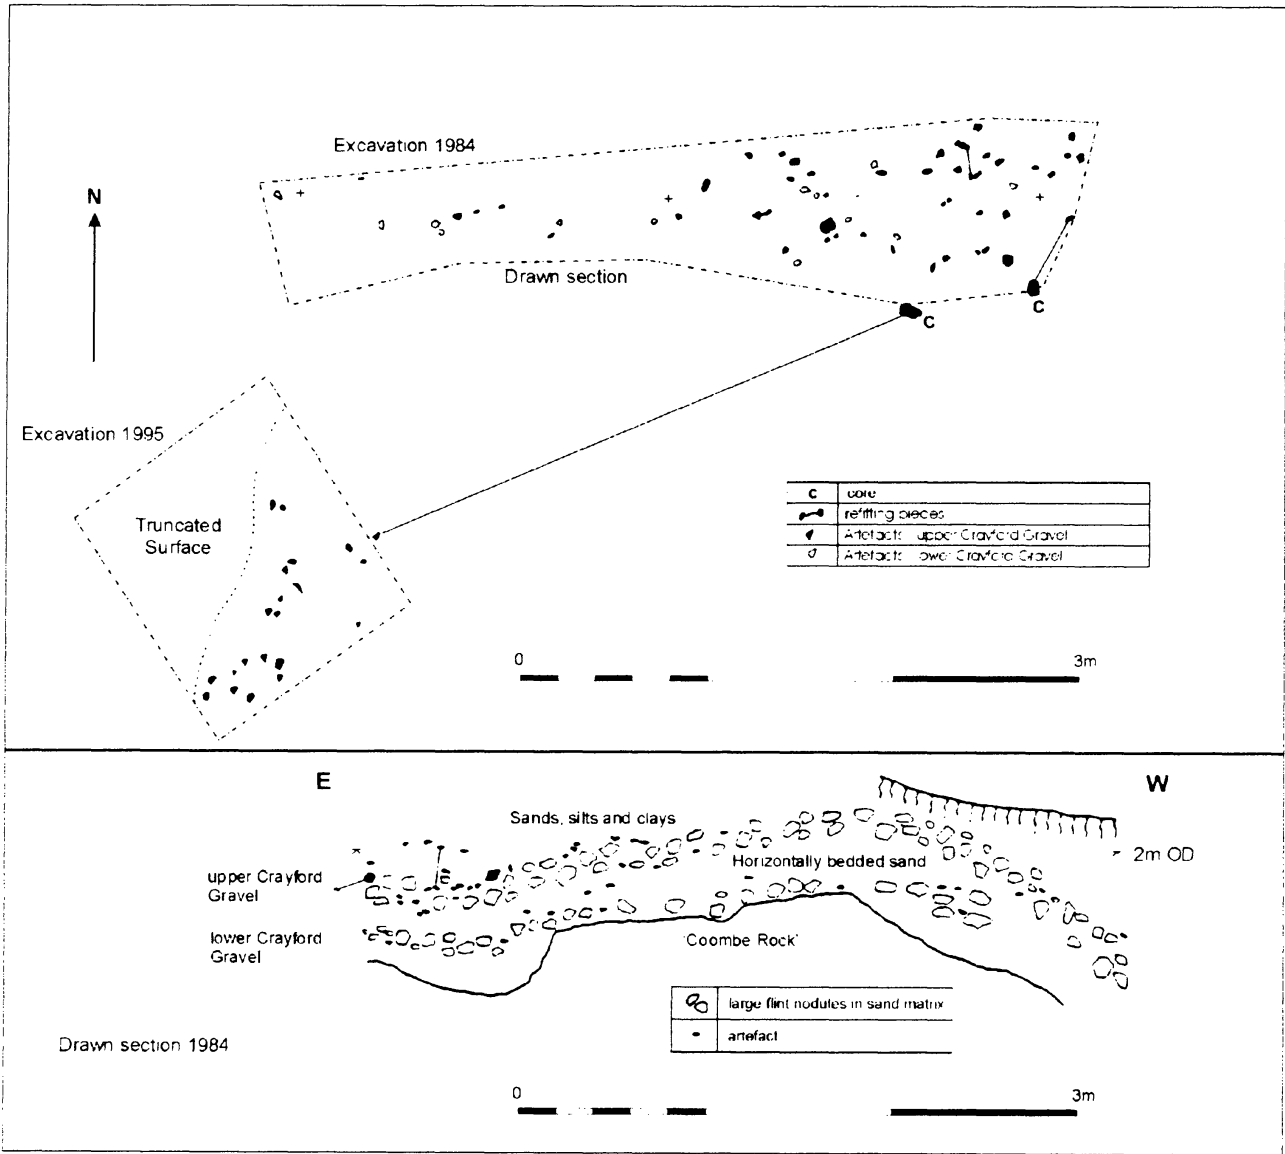 Excavation 1984
N
Drawn section
C
C
Excavation 1995
Truncated
Surface
C core
refitting pieces
Artefacts upper Crayford Gravel
Artefacts lower Crayford Gravel
0 3m
E W
Sands, silts and clays
2m OD
Horizontally bedded sand
upper Crayford
Gravel
lower Crayford
Gravel
'Coombe Rock'
large flint nodules in sand matrix
artefact
Drawn section 1984
0 3m